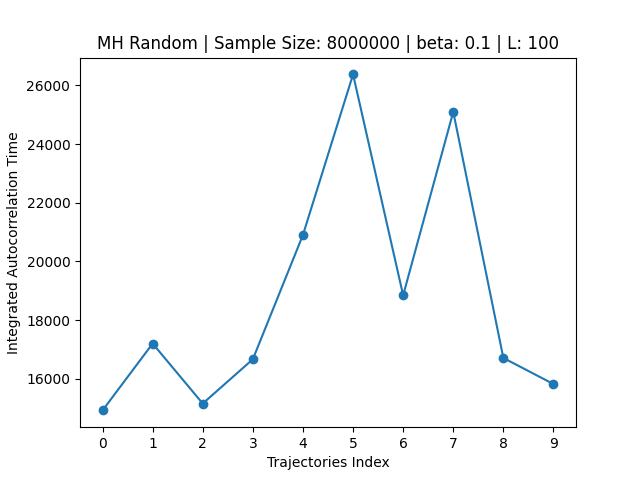 MH Random | Sample Size: 8000000 | beta: 0.1 | L: 100
Integrated Autocorrelation Time
26000
24000
22000
20000
18000
16000
0 1 2 3 4 5 6 7 8 9
Trajectories Index